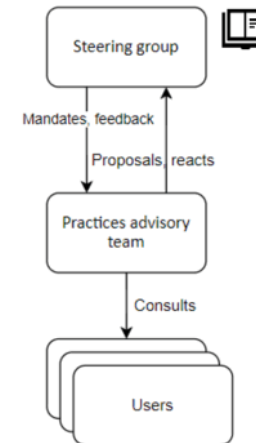 Steering group
Mandates, feedback
Proposals, reacts
Practices advisory
team
Consults
Users